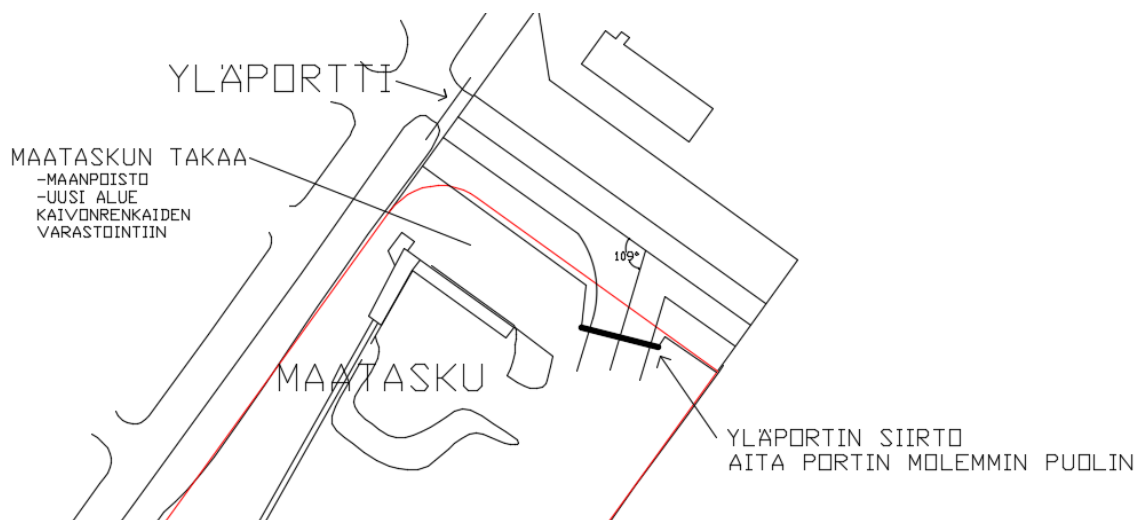 YLÄPORTTI
MAATASKUN TAKAA
-MAANPOISTO
-UUSI ALUE
KAIVONRENKAIDEN
VARASTOINTIIN
109°
MAATASKU
YLÄPORTIN SIIRTO
AITA PORTIN MOLEMMIN PUOLIN